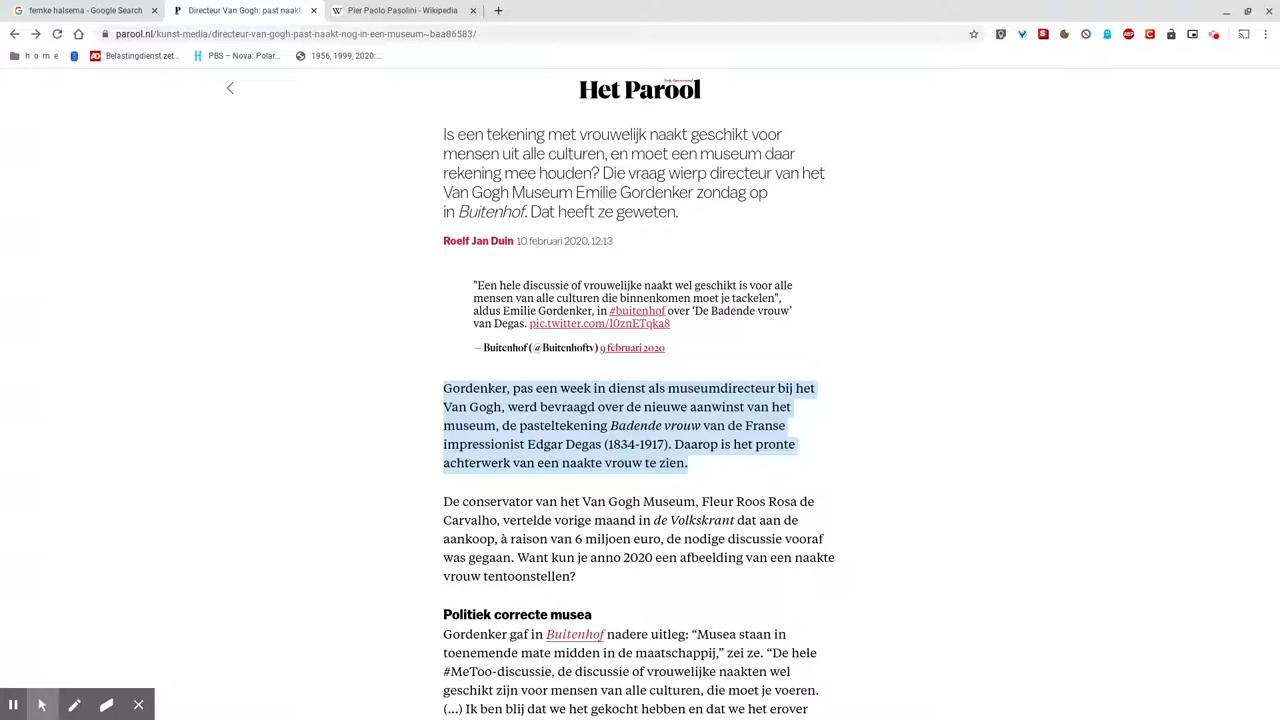 femke halsema - Google Search
Directeur Van Gogh: past naakt
Pier Paolo Pasolini - Wikipedia
parool.nl/kunst-media/directeur-van-gogh-past-naakt-nog-in-een-museum~baa86583/
h o m e
Belastingdienst zet...
PBS – Nova: Polar...
1956, 1999, 2020:...
Het Parool
Is een tekening met vrouwelijk naakt geschikt voor
mensen uit alle culturen, en moet een museum daar
rekening mee houden? Die vraag wierp directeur van het
Van Gogh Museum Emilie Gordenker zondag op
in Buitenhof. Dat heeft ze geweten.
Roelf Jan Duin 10 februari 2020, 12:13
"Een hele discussie of vrouwelijke naakt wel geschikt is voor alle
mensen van alle culturen die binnenkomen moet je tackelen",
aldus Emilie Gordenker, in #buitenhof over 'De Badende vrouw'
van Degas. pic.twitter.com/I0znETqka8
— Buitenhof (@Buitenhoftv) 9 februari 2020
Gordenker, pas een week in dienst als museumdirecteur bij het
Van Gogh, werd bevraagd over de nieuwe aanwinst van het
museum, de pasteltekening Badende vrouw van de Franse
impressionist Edgar Degas (1834-1917). Daarop is het pronte
achterwerk van een naakte vrouw te zien.
De conservator van het Van Gogh Museum, Fleur Roos Rosa de
Carvalho, vertelde vorige maand in de Volkskrant dat aan de
aankoop, à raison van 6 miljoen euro, de nodige discussie vooraf
was gegaan. Want kun je anno 2020 een afbeelding van een naakte
vrouw tentoonstellen?
Politiek correcte musea
Gordenker gaf in Buitenhof nadere uitleg: “Musea staan in
toenemende mate midden in de maatschappij,” zei ze. “De hele
#MeToo-discussie, de discussie of vrouwelijke naakten wel
geschikt zijn voor mensen van alle culturen, die moet je voeren.
(...) Ik ben blij dat we het gekocht hebben en dat we het erover